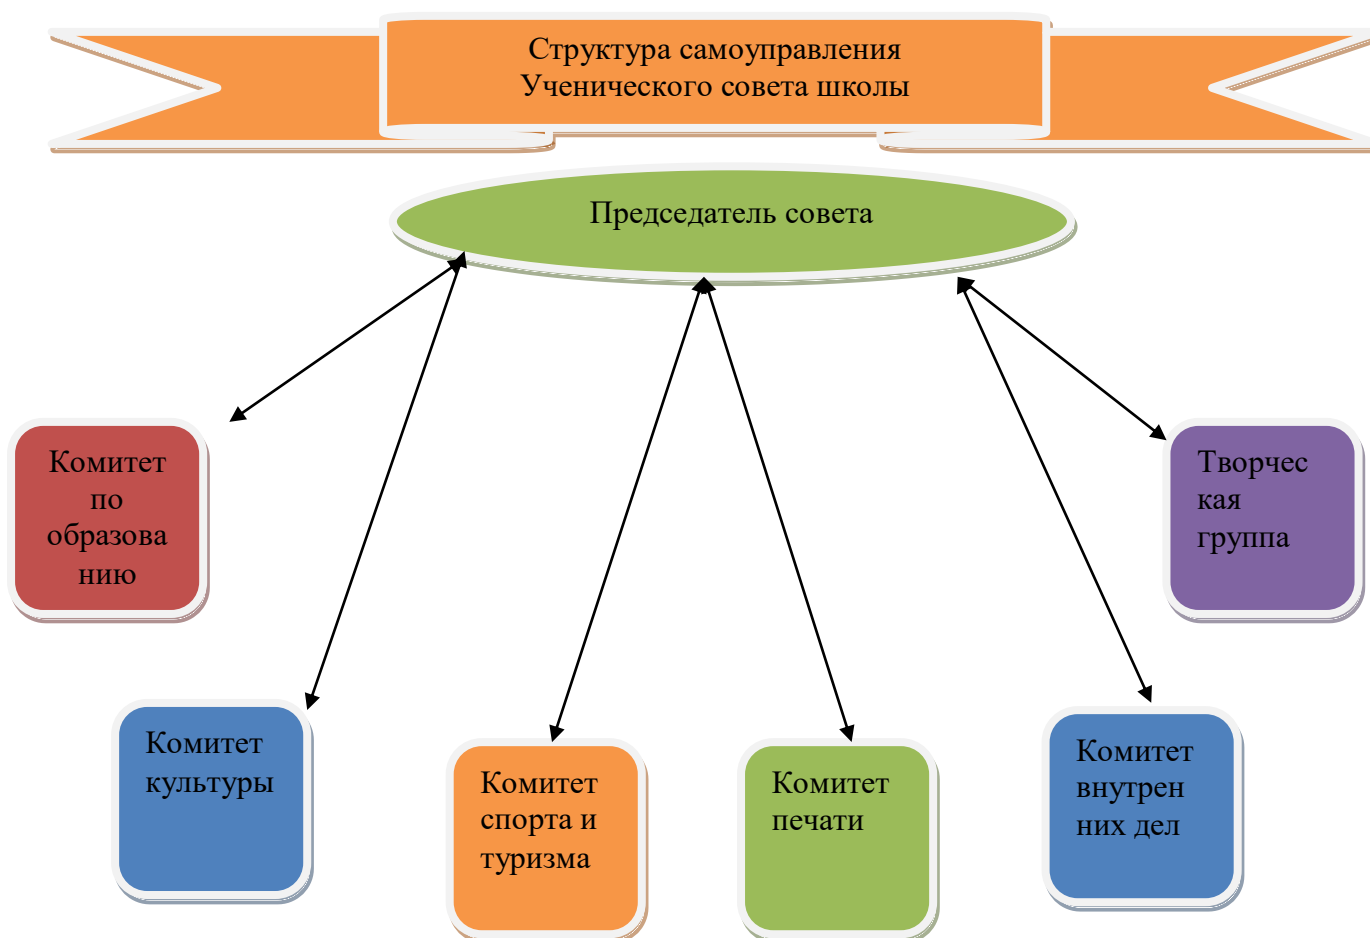 Структура самоуправления
Ученического совета школы
Председатель совета
Комитет
по
образова
нию
Творчес
кая
группа
Комитет
культуры
Комитет
спорта и
туризма
Комитет
печати
Комитет
внутрен
них дел